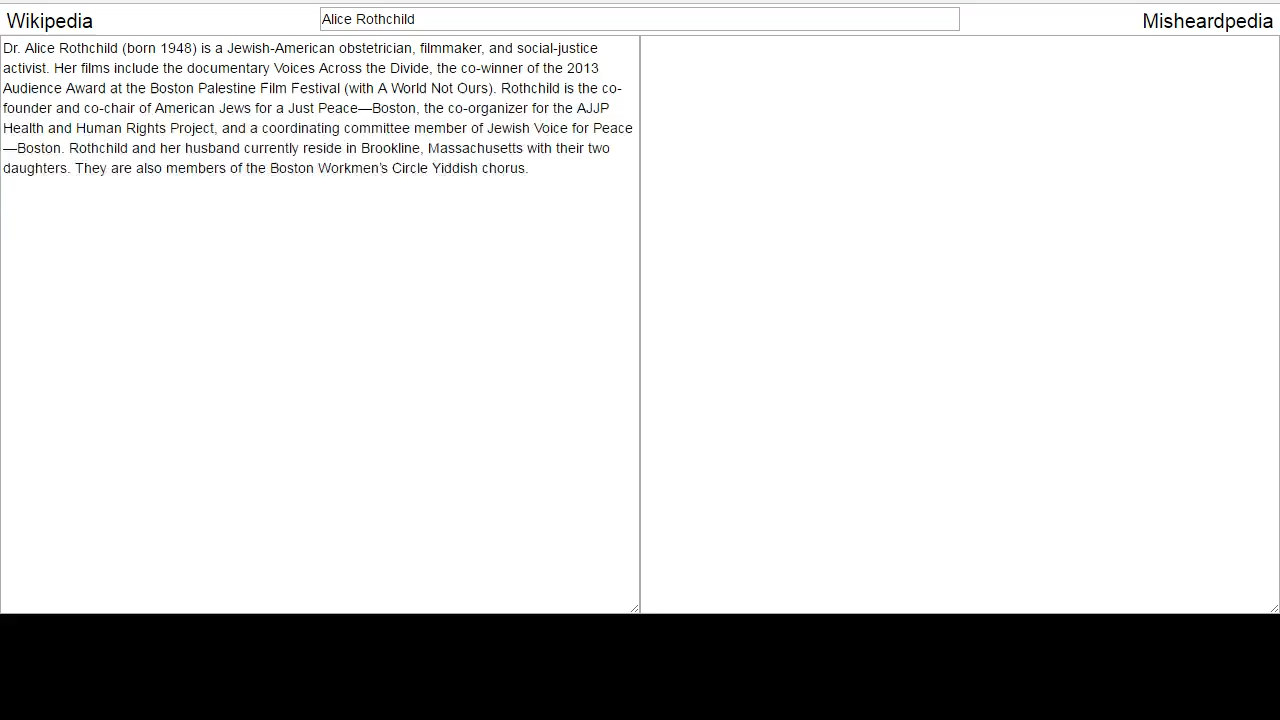 Wikipedia
Alice Rothchild
Misheardpedia
Dr. Alice Rothchild (born 1948) is a Jewish-American obstetrician, filmmaker, and social-justice
activist. Her films include the documentary Voices Across the Divide, the co-winner of the 2013
Audience Award at the Boston Palestine Film Festival (with A World Not Ours). Rothchild is the co-
founder and co-chair of American Jews for a Just Peace—Boston, the co-organizer for the AJJP
Health and Human Rights Project, and a coordinating committee member of Jewish Voice for Peace
—Boston. Rothchild and her husband currently reside in Brookline, Massachusetts with their two
daughters. They are also members of the Boston Workmen’s Circle Yiddish chorus.